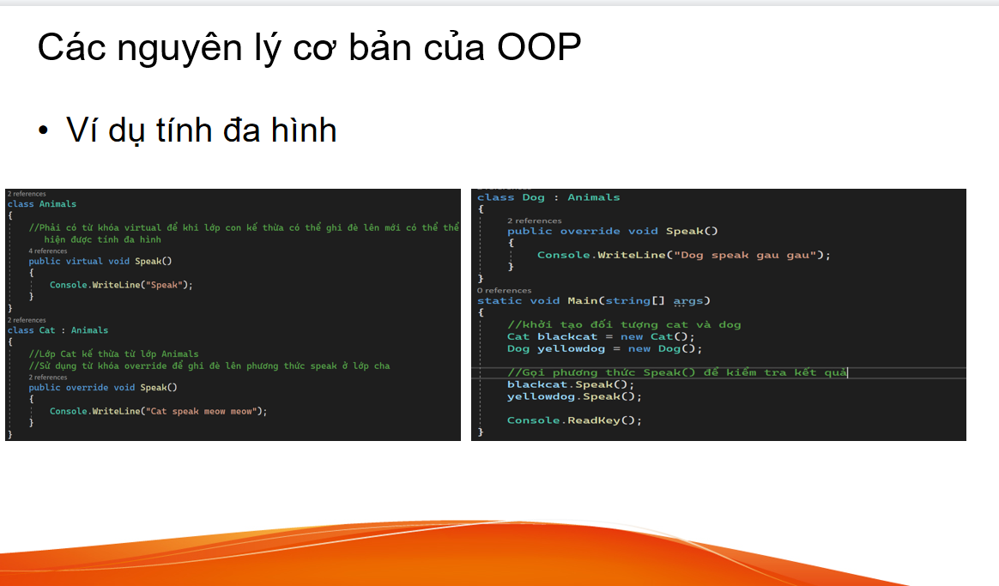 Các nguyên lý cơ bản của OOP
• Ví dụ tính đa hình
2 references
class Animals
{
//Phải có từ khóa virtual để khi lớp con kế thừa có thể ghi đè lên mới có thể thể
hiện được tính đa hình
4 references
public virtual void Speak()
{
Console.WriteLine("Speak");
}
}
2 references
class Cat : Animals
{
//Lớp Cat kế thừa từ lớp Animals
//Sử dụng từ khóa override để ghi đè lên phương thức speak ở lớp cha
2 references
public override void Speak()
{
Console.WriteLine("Cat speak meow meow");
}
}
class Dog : Animals
{
2 references
public override void Speak()
{
Console.WriteLine("Dog speak gau gau");
}
}
0 references
static void Main(string[] args)
{
//khởi tạo đối tượng cat và dog
Cat blackcat = new Cat();
Dog yellowdog = new Dog();
//Gọi phương thức Speak() để kiểm tra kết quả
blackcat.Speak();
yellowdog.Speak();
Console.ReadKey();
}